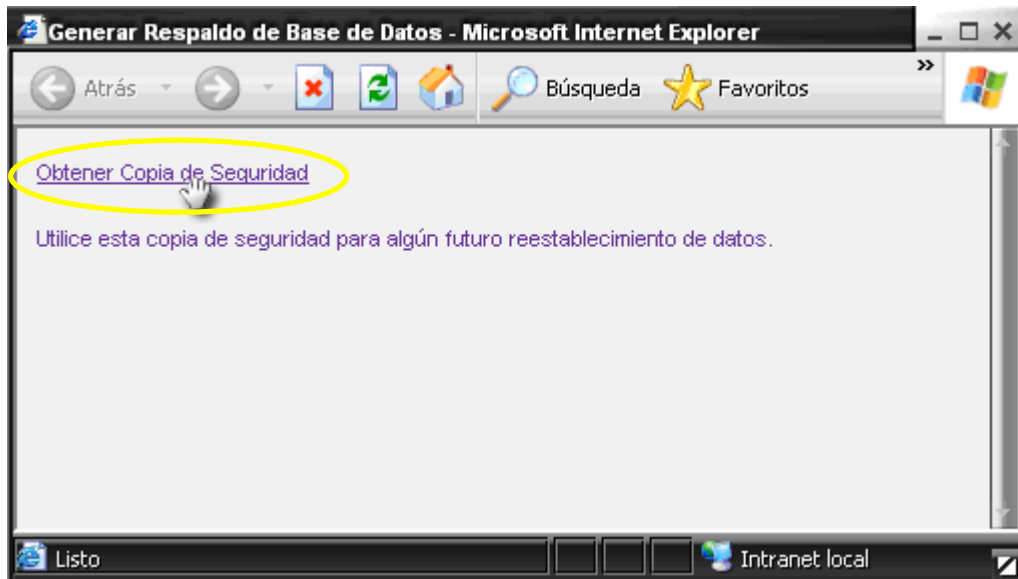 Generar Respaldo de Base de Datos - Microsoft Internet Explorer
Atrás Búsqueda Favoritos »
Obtener Copia de Seguridad
Utilice esta copia de seguridad para algún futuro reestablecimiento de datos.
Listo Intranet local